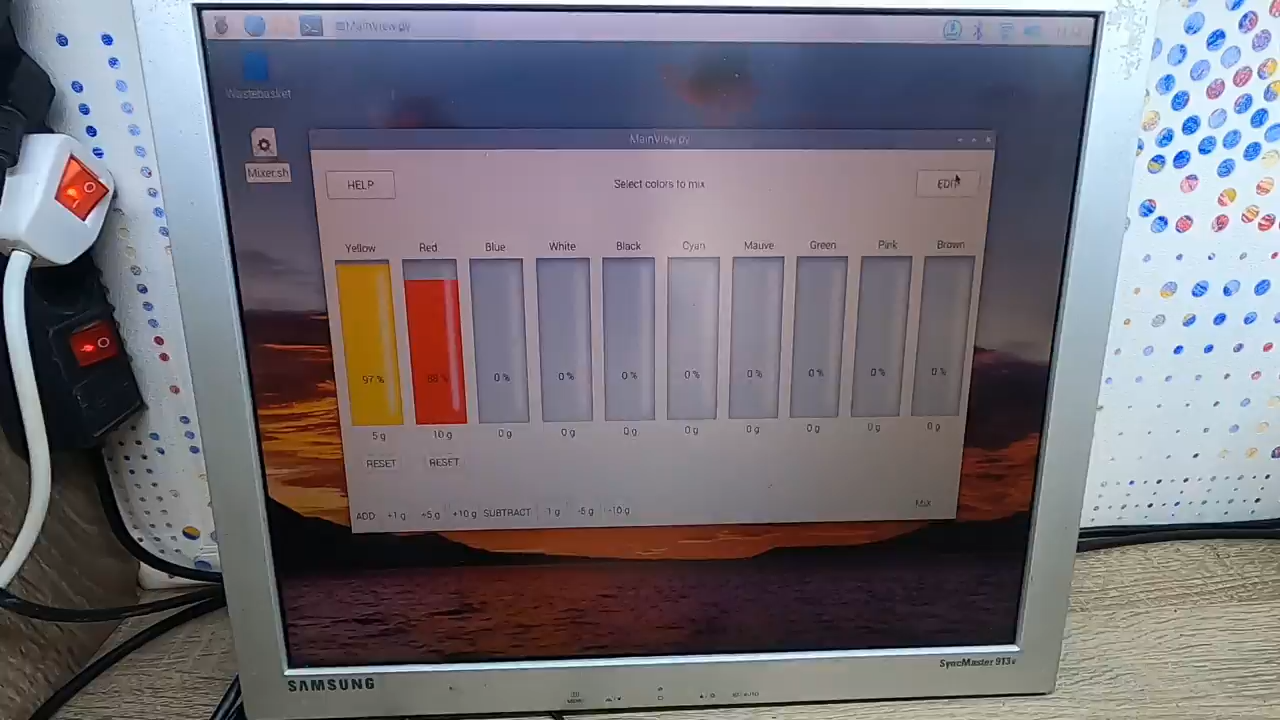 MainView.py
Wastebasket
Mixer.sh
MainView.py
HELP
Select colors to mix
EDIT
Yellow Red Blue White Black Cyan Mauve Green Pink Brown
97 % 88 % 0 % 0 % 0 % 0 % 0 % 0 % 0 % 0 %
5 g 10 g 0 g 0 g 0 g 0 g 0 g 0 g 0 g 0 g
RESET RESET
ADD +1 g +5 g +10 g SUBTRACT -1 g -5 g -10 g MIX
SAMSUNG
SyncMaster 913v